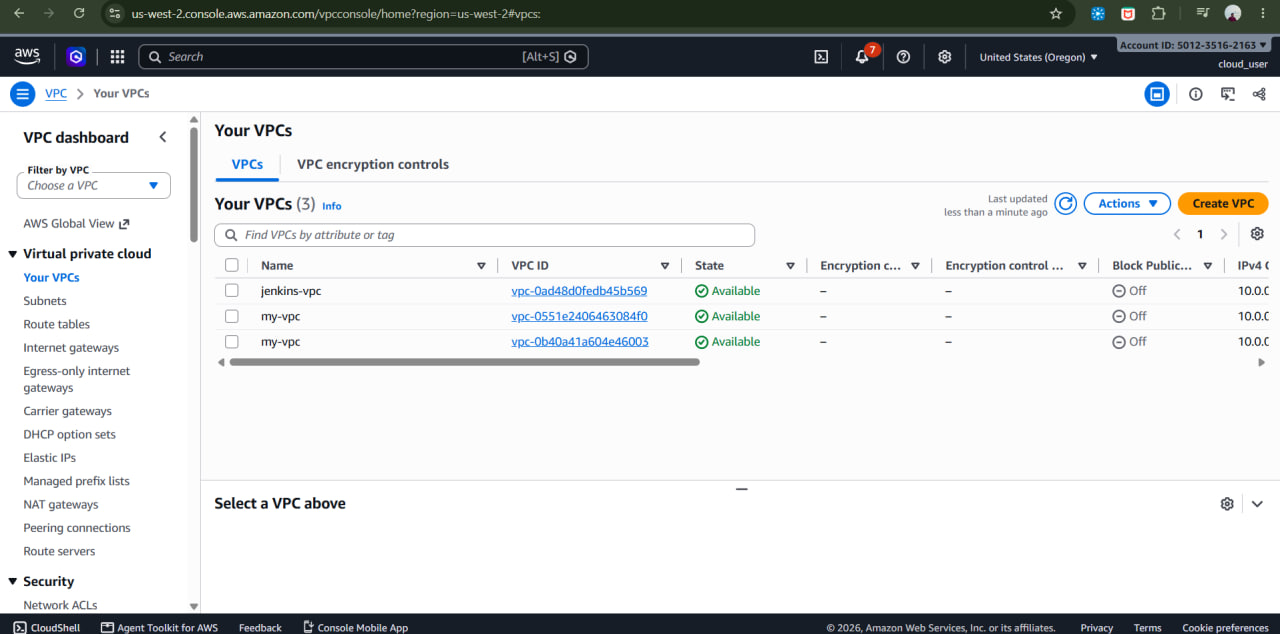 us-west-2.console.aws.amazon.com/vpcconsole/home?region=us-west-2#vpcs:
aws
Search
[Alt+S]
7
United States (Oregon)
Account ID: 5012-3516-2163
cloud_user
VPC > Your VPCs
VPC dashboard
Filter by VPC
Choose a VPC
AWS Global View
Virtual private cloud
Your VPCs
Subnets
Route tables
Internet gateways
Egress-only internet
gateways
Carrier gateways
DHCP option sets
Elastic IPs
Managed prefix lists
NAT gateways
Peering connections
Route servers
Security
Network ACLs
Your VPCs
VPCs
VPC encryption controls
Your VPCs (3) Info
Last updated
less than a minute ago
Actions
Create VPC
Find VPCs by attribute or tag
1
Name VPC ID State Encryption c... Encryption control ... Block Public... IPv4 C
jenkins-vpc vpc-0ad48d0fedb45b569 Available – – Off 10.0.0
my-vpc vpc-0551e2406463084f0 Available – – Off 10.0.0
my-vpc vpc-0b40a41a604e46003 Available – – Off 10.0.0
Select a VPC above
CloudShell Agent Toolkit for AWS Feedback Console Mobile App © 2026, Amazon Web Services, Inc. or its affiliates. Privacy Terms Cookie preferences